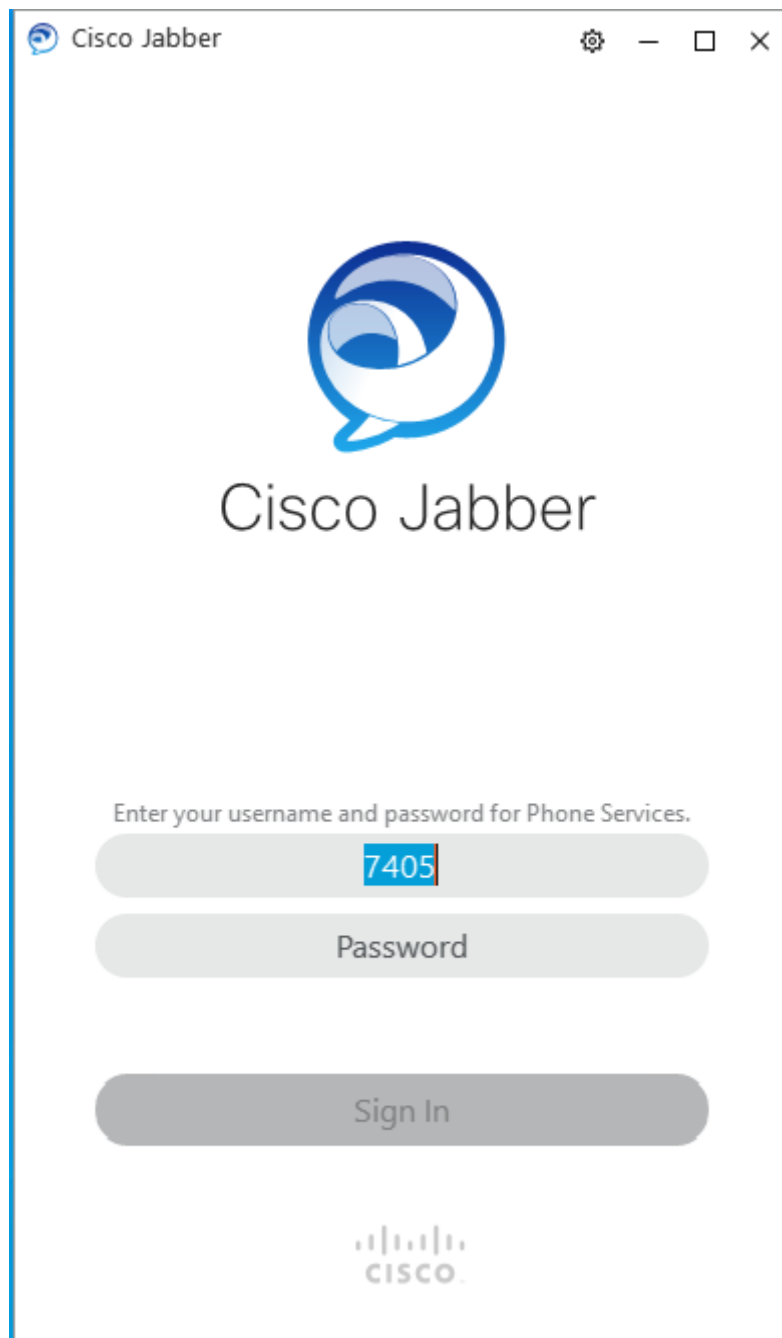 Cisco Jabber
Cisco Jabber
Enter your username and password for Phone Services.
7405
Password
Sign In
CISCO